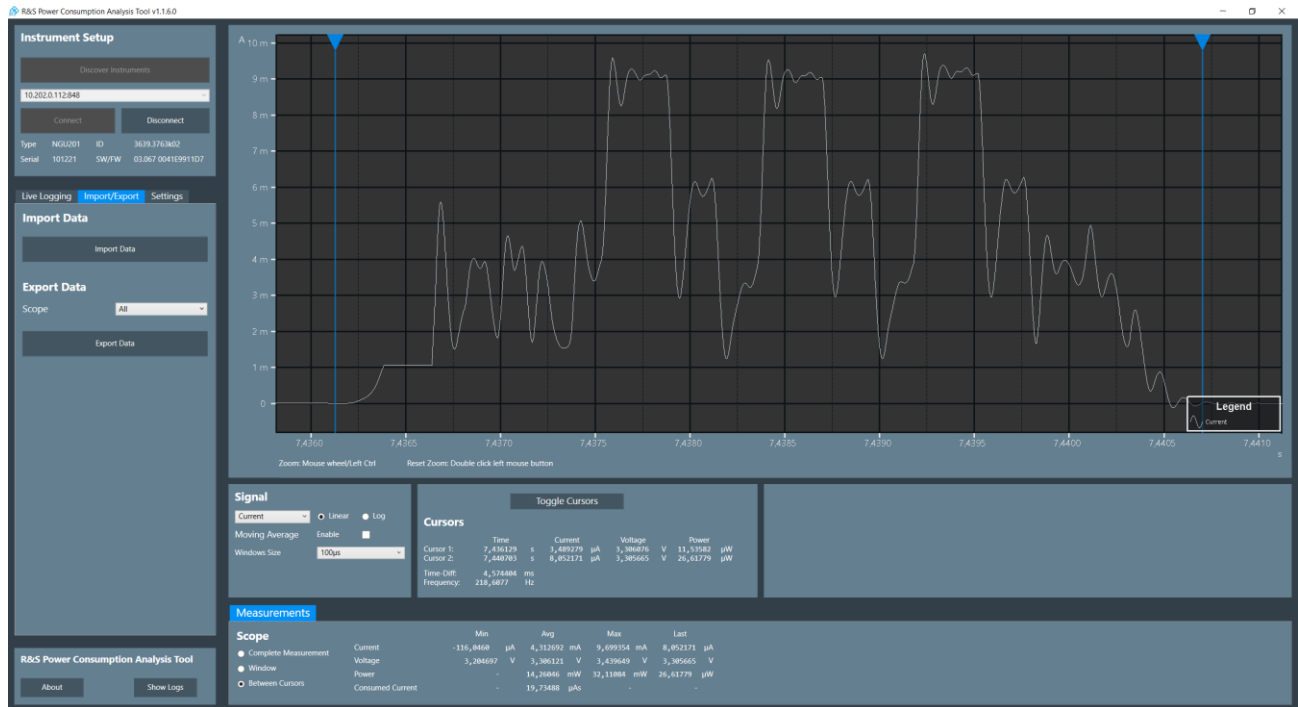 R&S Power Consumption Analysis Tool v1.1.6.0
Instrument Setup
Discover Instruments
10.202.0.112:848
Connect Disconnect
Type NGU201 ID 3639.3763k02
Serial 101221 SW/FW 03.067 0041E9911D7
Live Logging Import/Export Settings
Import Data
Import Data
Export Data
Scope All
Export Data
R&S Power Consumption Analysis Tool
About Show Logs
A
10 m
9 m
8 m
7 m
6 m
5 m
4 m
3 m
2 m
1 m
0
Legend
Current
7,4360 7,4365 7,4370 7,4375 7,4380 7,4385 7,4390 7,4395 7,4400 7,4405 7,4410
s
Zoom: Mouse wheel/Left Ctrl Reset Zoom: Double click left mouse button
Signal
Current Linear Log
Moving Average Enable
Windows Size 100µs
Toggle Cursors
Cursors
Time Current Voltage Power
Cursor 1: 7,436129 s 3,489279 µA 3,306076 V 11,53582 µW
Cursor 2: 7,440703 s 8,052171 µA 3,305665 V 26,61779 µW
Time-Diff: 4,574404 ms
Frequency: 218,6077 Hz
Measurements
Scope
Complete Measurement
Window
Between Cursors
Min Avg Max Last
Current -116,0460 µA 4,312692 mA 9,699354 mA 8,052171 µA
Voltage 3,204697 V 3,306121 V 3,439649 V 3,305665 V
Power - 14,26046 mW 32,11084 mW 26,61779 µW
Consumed Current - 19,73488 µAs - -